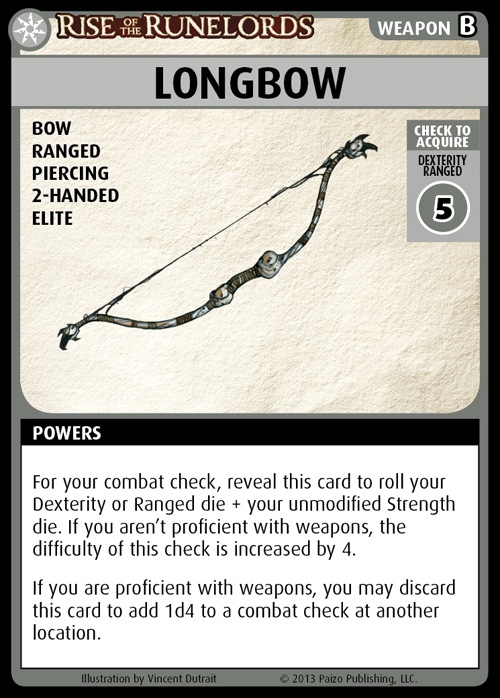 RISE OF THE RUNELORDS
WEAPON B
LONGBOW
BOW
RANGED
PIERCING
2-HANDED
ELITE
CHECK TO
ACQUIRE
DEXTERITY
RANGED
5
POWERS
For your combat check, reveal this card to roll your
Dexterity or Ranged die + your unmodified Strength
die. If you aren’t proficient with weapons, the
difficulty of this check is increased by 4.
If you are proficient with weapons, you may discard
this card to add 1d4 to a combat check at another
location.
Illustration by Vincent Dutrait
© 2013 Paizo Publishing, LLC.